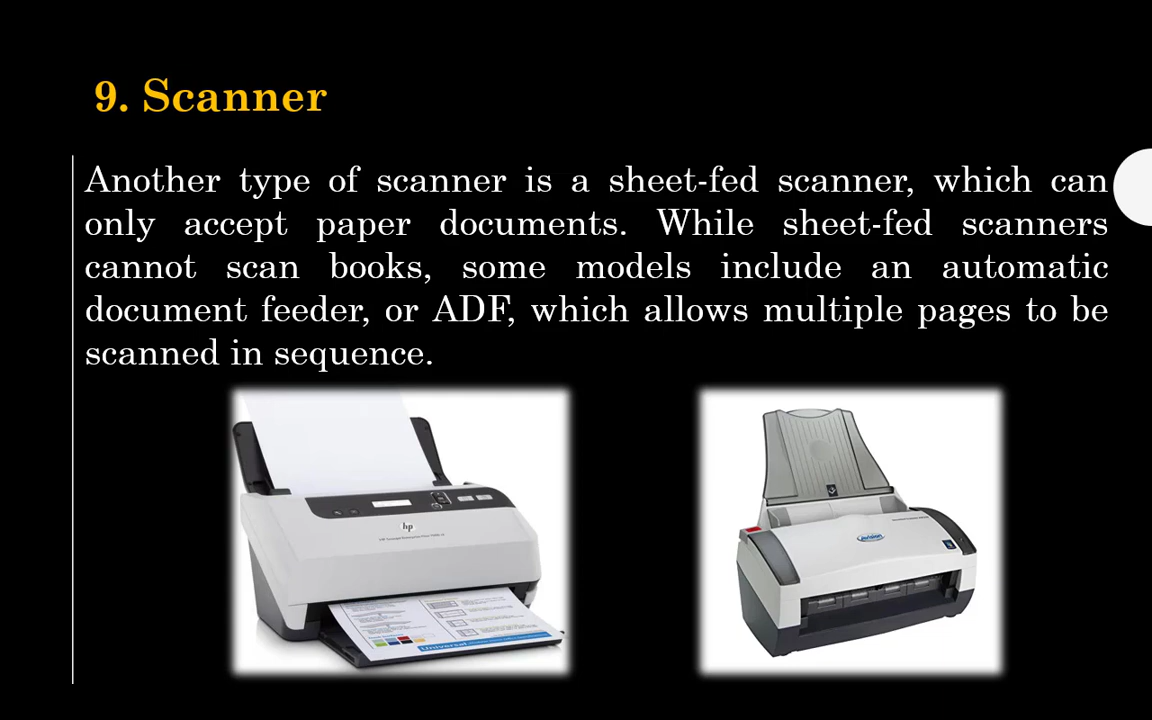 9. Scanner
Another type of scanner is a sheet-fed scanner, which can
only accept paper documents. While sheet-fed scanners
cannot scan books, some models include an automatic
document feeder, or ADF, which allows multiple pages to be
scanned in sequence.
hp
Universal